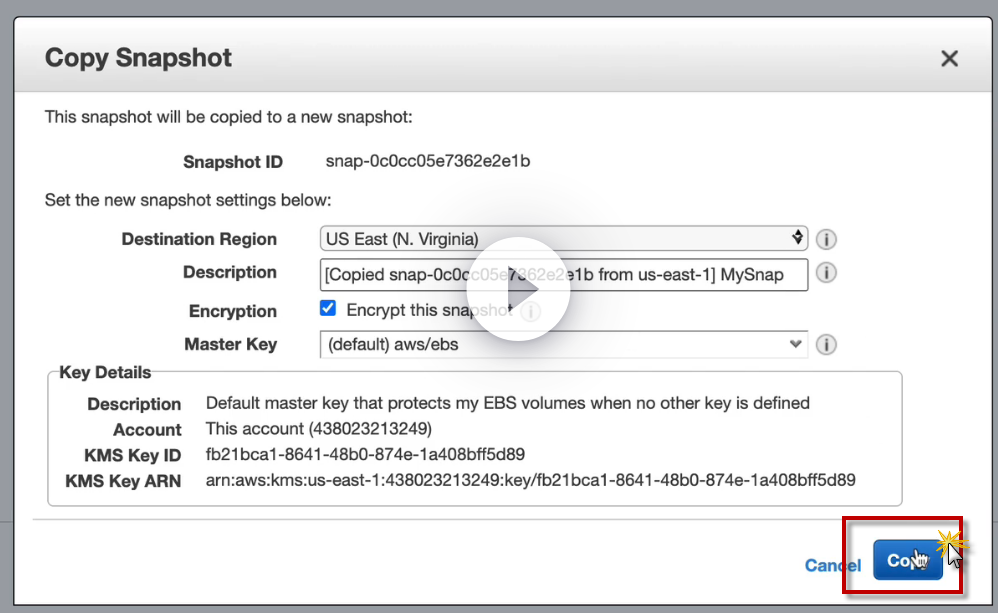 Copy Snapshot
This snapshot will be copied to a new snapshot:
Snapshot ID snap-0c0cc05e7362e2e1b
Set the new snapshot settings below:
Destination Region US East (N. Virginia)
Description [Copied snap-0c0cc05e7362e2e1b from us-east-1] MySnap
Encryption Encrypt this snapshot
Master Key (default) aws/ebs
Key Details
Description Default master key that protects my EBS volumes when no other key is defined
Account This account (438023213249)
KMS Key ID fb21bca1-8641-48b0-874e-1a408bff5d89
KMS Key ARN arn:aws:kms:us-east-1:438023213249:key/fb21bca1-8641-48b0-874e-1a408bff5d89
Cancel Copy